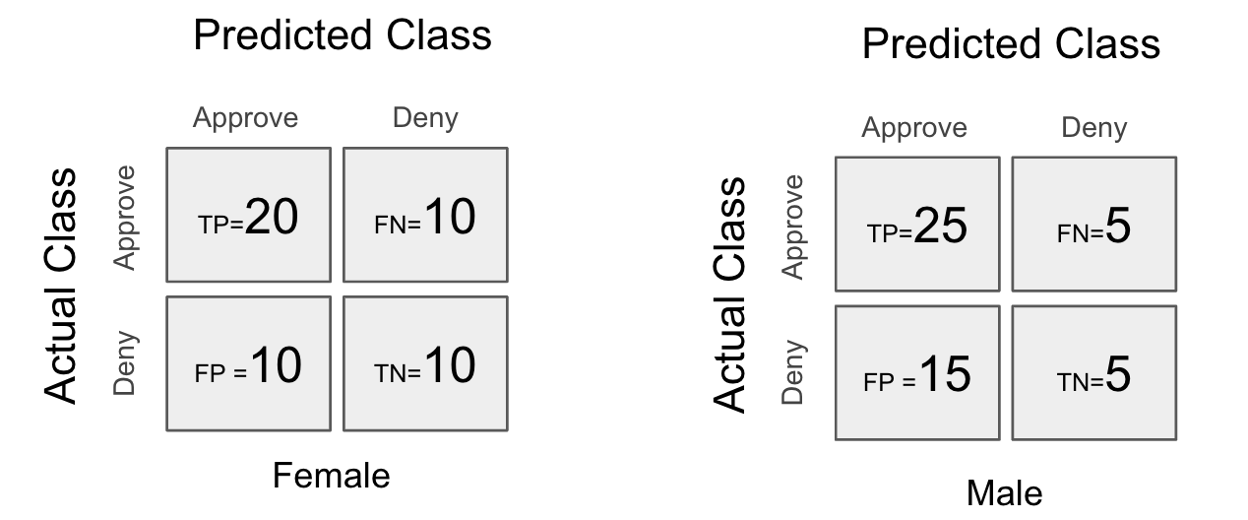 Predicted Class
Approve Deny
Actual Class
Approve
TP=20 FN=10
Deny
FP =10 TN=10
Female
Predicted Class
Approve Deny
Actual Class
Approve
TP=25 FN=5
Deny
FP =15 TN=5
Male